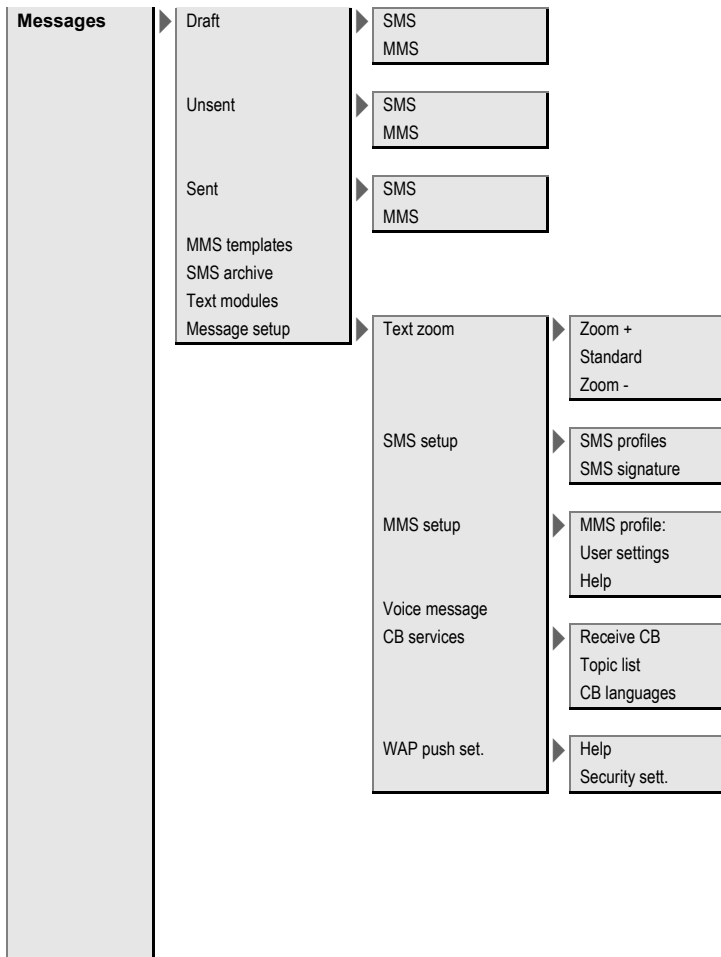 Messages
Draft
SMS
MMS
Unsent
SMS
MMS
Sent
SMS
MMS
MMS templates
SMS archive
Text modules
Message setup
Text zoom
Zoom +
Standard
Zoom -
SMS setup
SMS profiles
SMS signature
MMS setup
MMS profile:
User settings
Help
Voice message
CB services
Receive CB
Topic list
CB languages
WAP push set.
Help
Security sett.